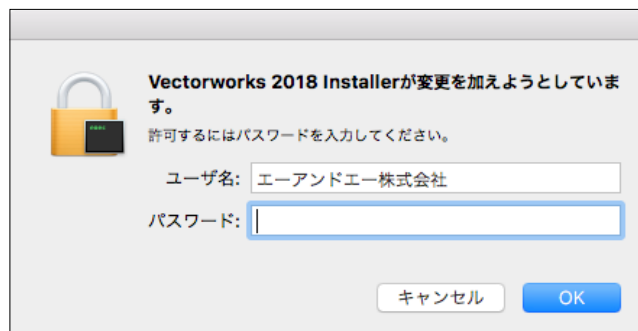 Vectorworks 2018 Installerが変更を加えようとしていま
す。
許可するにはパスワードを入力してください。
ユーザ名: エーアンドエー株式会社
パスワード:
キャンセル OK